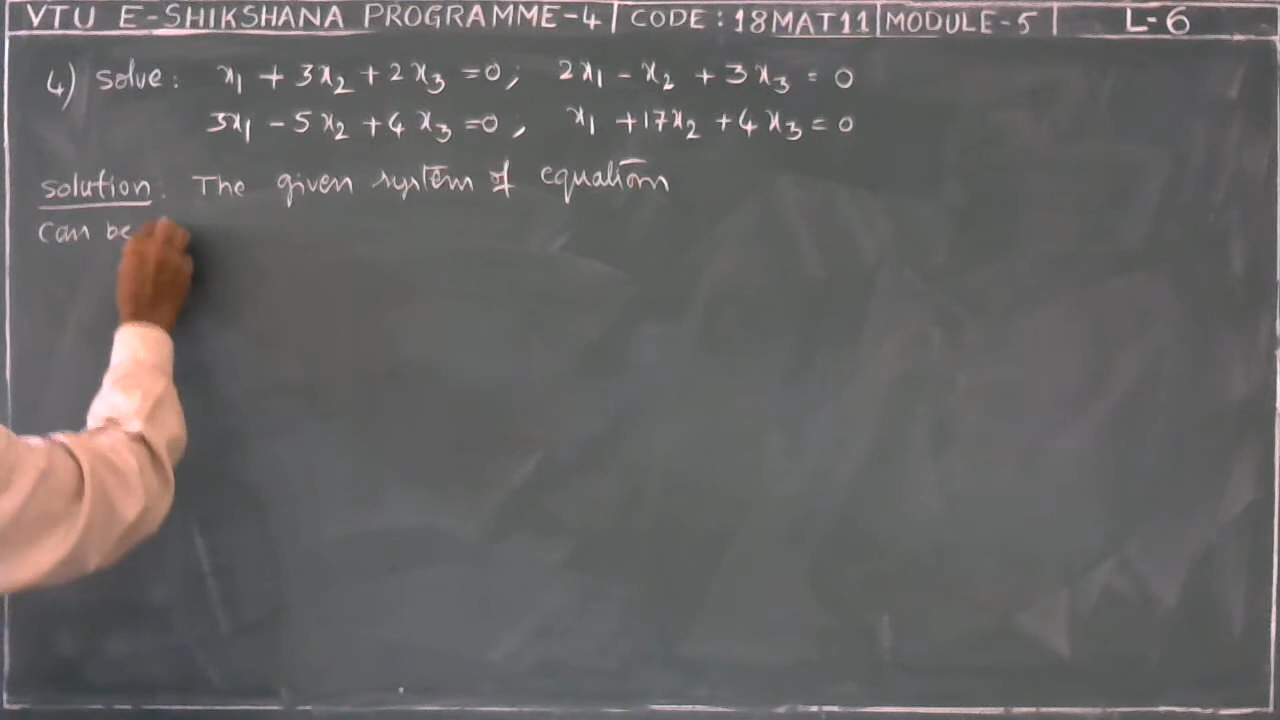 VTU E-SHIKSHANA PROGRAMME-4 | CODE : 18MAT11 | MODULE-5 | L-6
4) Solve : x₁ + 3x₂ + 2x₃ = 0 ; 2x₁ - x₂ + 3x₃ = 0
3x₁ - 5x₂ + 4x₃ = 0 , x₁ + 17x₂ + 4x₃ = 0
Solution : The given system of equation
can be